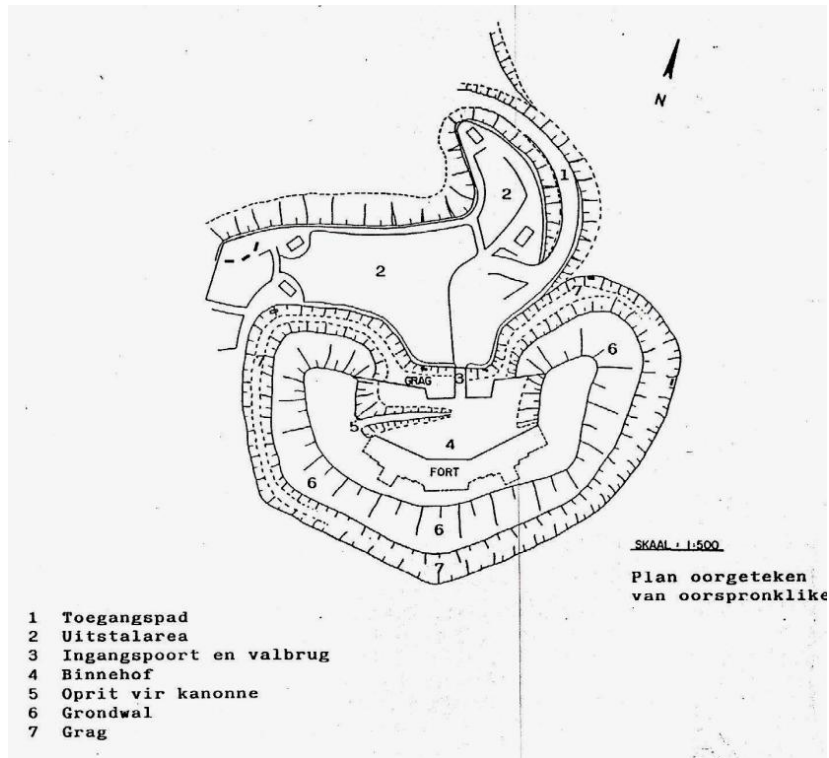 N
1
2
2
7
6
GRAG
3
5
4
FORT
6
6
7
SKAAL : 1:500
Plan oorgeteken
van oorspronklike
1 Toegangspad
2 Uitstalarea
3 Ingangspoort en valbrug
4 Binnehof
5 Oprit vir kanonne
6 Grondwal
7 Grag